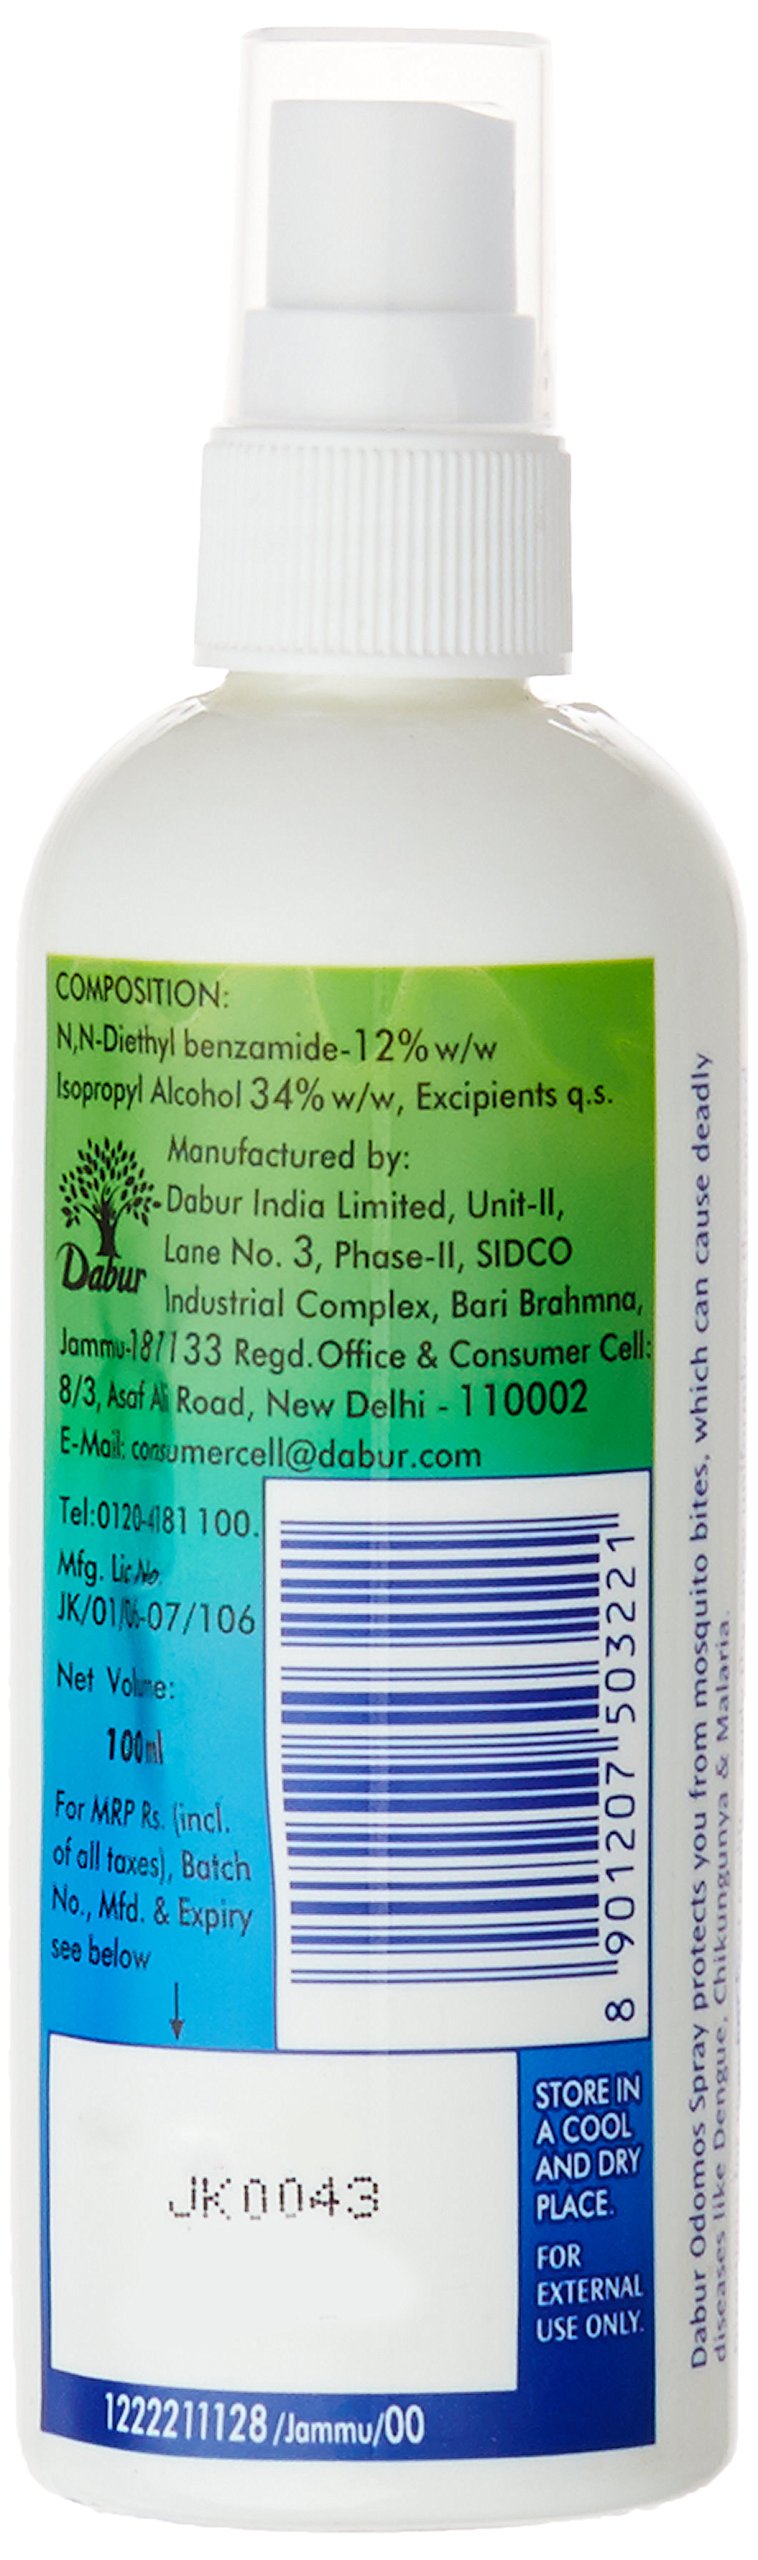 COMPOSITION:
N,N-Diethyl benzamide-12% w/w
Isopropyl Alcohol 34% w/w, Excipients q.s.
Manufactured by:
Dabur India Limited, Unit-II,
Lane No. 3, Phase-II, SIDCO
Dabur
Industrial Complex, Bari Brahmna,
Jammu-181133 Regd.Office & Consumer Cell:
8/3, Asaf Ali Road, New Delhi - 110002
E-Mail: consumercell@dabur.com
Tel:0120-4181 100.
Mfg. Lic No.
JK/01/06-07/106
Net Volume:
100ml
For MRP Rs. (incl.
of all taxes), Batch
No., Mfd. & Expiry
see below
8 901207 503221
JK0043
STORE IN
A COOL
AND DRY
PLACE.
FOR
EXTERNAL
USE ONLY.
1222211128/Jammu/00
Dabur Odomos Spray protects you from mosquito bites, which can cause deadly
diseases like Dengue, Chikungunya & Malaria.